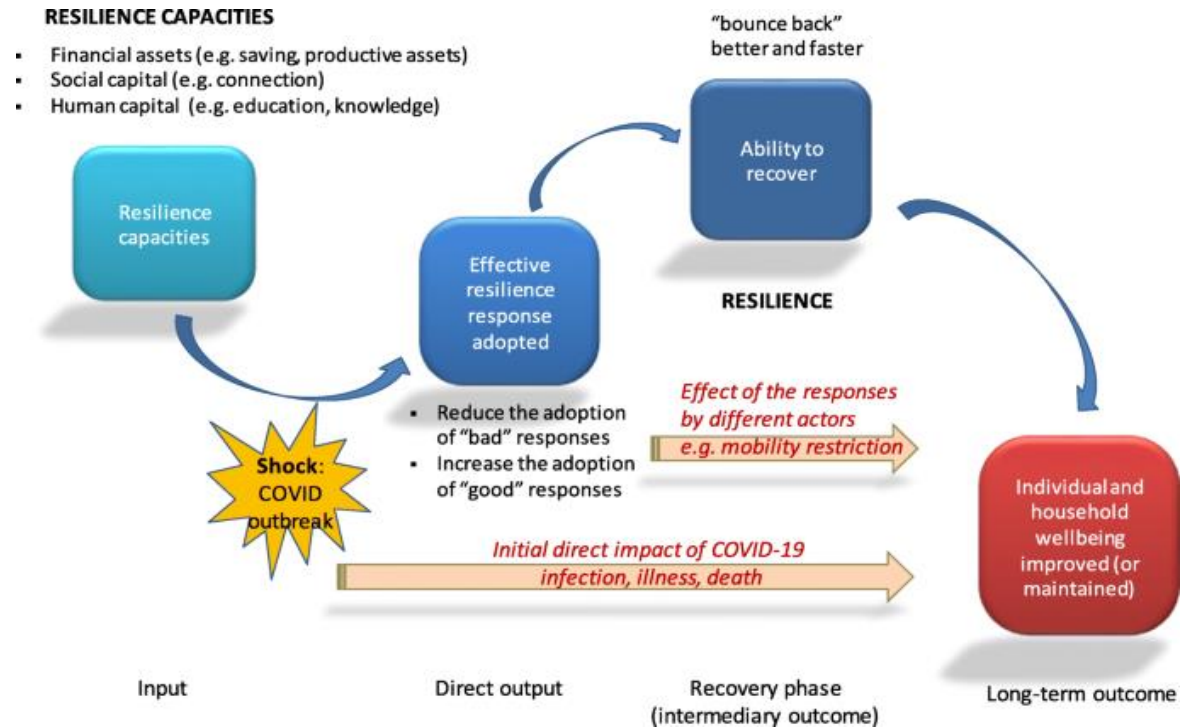 RESILIENCE CAPACITIES
▪ Financial assets (e.g. saving, productive assets)
▪ Social capital (e.g. connection)
▪ Human capital (e.g. education, knowledge)
Resilience
capacities
Shock:
COVID
outbreak
Effective
resilience
response
adopted
▪ Reduce the adoption
of “bad” responses
▪ Increase the adoption
of “good” responses
“bounce back”
better and faster
Ability to
recover
RESILIENCE
Effect of the responses
by different actors
e.g. mobility restriction
Initial direct impact of COVID-19
infection, illness, death
Individual and
household
wellbeing
improved (or
maintained)
Input
Direct output
Recovery phase
(intermediary outcome)
Long-term outcome